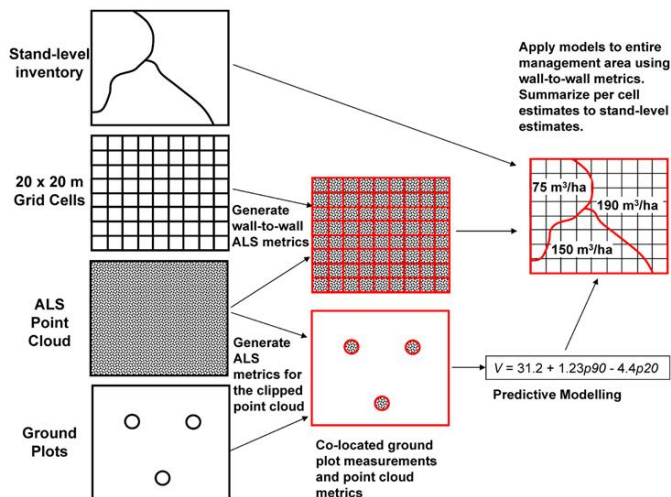 Stand-level
inventory
20 x 20 m
Grid Cells
ALS
Point
Cloud
Ground
Plots
Generate
wall-to-wall
ALS metrics
Generate
ALS
metrics for
the clipped
point cloud
Co-located ground
plot measurements
and point cloud
metrics
Apply models to entire
management area using
wall-to-wall metrics.
Summarize per cell
estimates to stand-level
estimates.
75 m³/ha
190 m³/ha
150 m³/ha
V = 31.2 + 1.23p90 - 4.4p20
Predictive Modelling